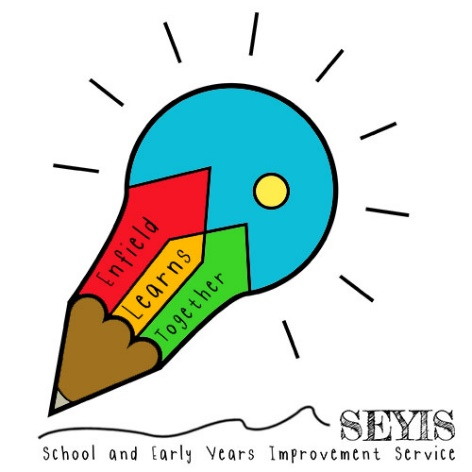 Enfield
Learns
Together
SEYIS
School and Early Years Improvement Service